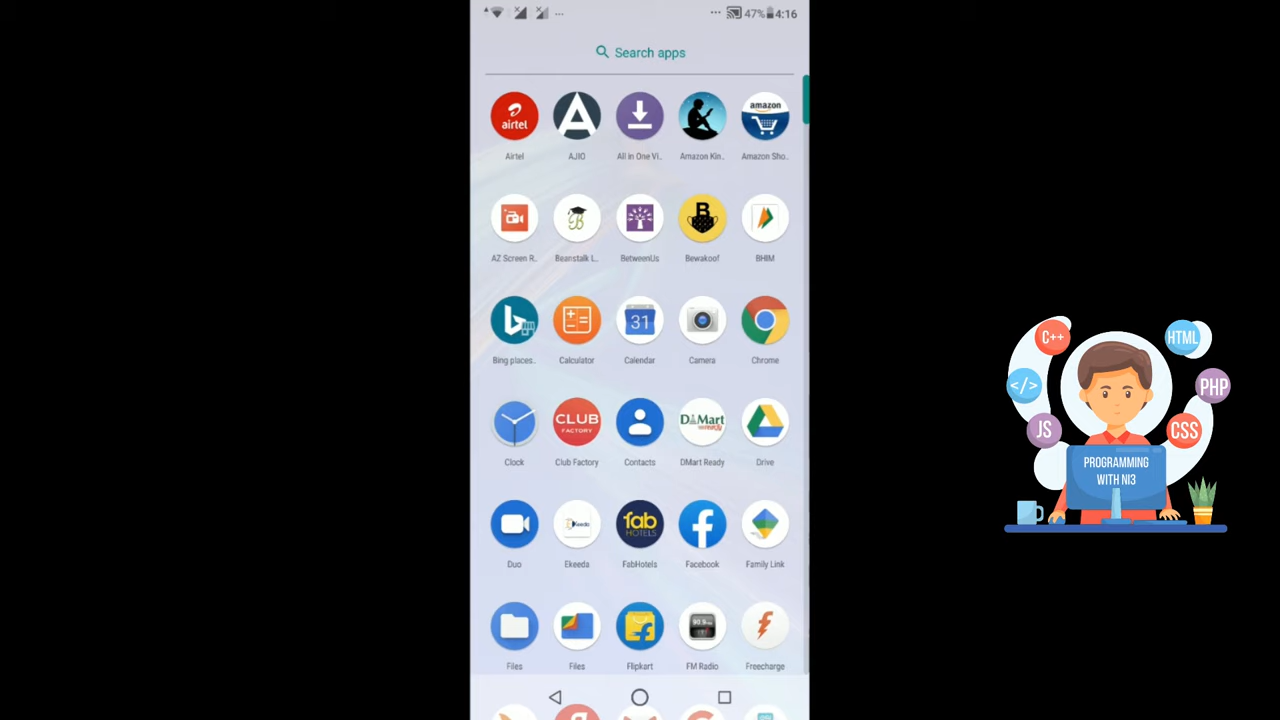 47% 4:16
Search apps
airtel
amazon
Airtel AJIO All in One Vi.. Amazon Kin.. Amazon Sho..
B B
AZ Screen R.. Beanstalk L.. BetweenUs Bewakoof BHIM
31
Bing places.. Calculator Calendar Camera Chrome
CLUB
FACTORY
DMart
Clock Club Factory Contacts DMart Ready Drive
fab
HOTELS
Duo Ekeeda FabHotels Facebook Family Link
90.9
Files Files Flipkart FM Radio Freecharge
C++
HTML
</>
PHP
JS
CSS
PROGRAMMING
WITH NI3